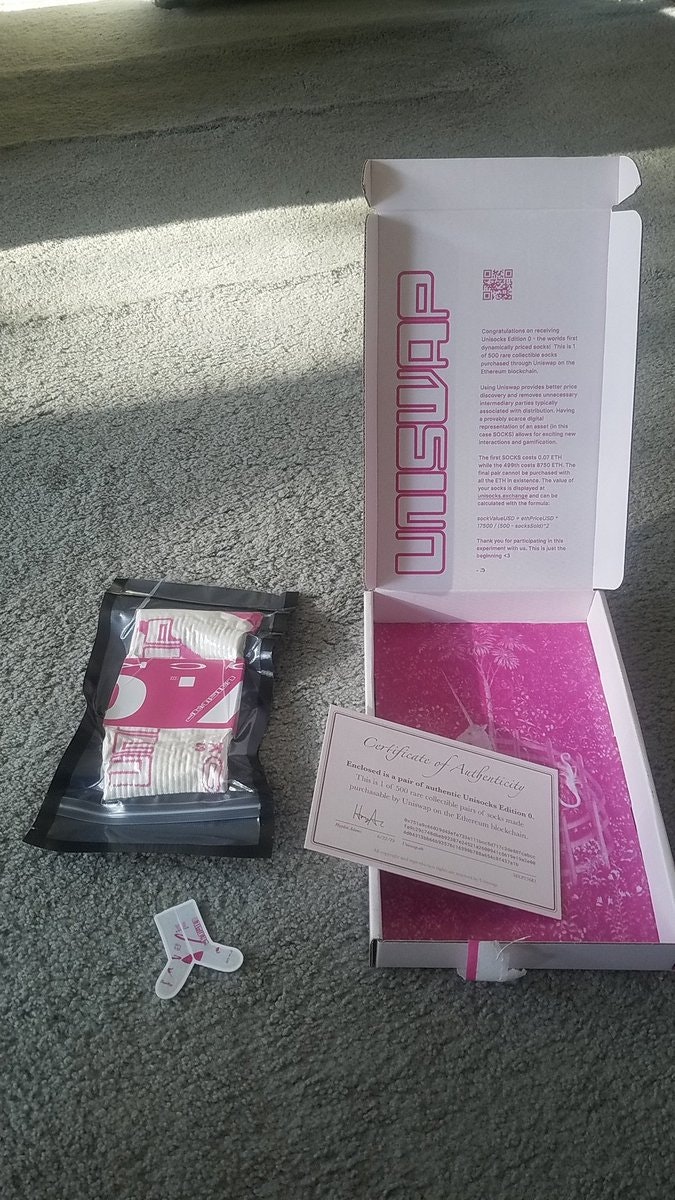 UNISWAP
Congratulations on receiving
Unisocks Edition 0 - the worlds first
dynamically priced socks! This is 1
of 500 rare collectible socks
purchased through Uniswap on the
Ethereum blockchain.
Using Uniswap provides better price
discovery and removes unnecessary
intermediary parties typically
associated with distribution. Having
a provably scarce digital
representation of an asset (in this
case SOCKS) allows for exciting new
interactions and gamification.
The first SOCKS costs 0.07 ETH
while the 499th costs 8750 ETH. The
final pair cannot be purchased with
all the ETH in existence. The value of
your socks is displayed at
unisocks.exchange and can be
calculated with the formula:
sockValueUSD = ethPriceUSD *
17500 / (500 - socksSold)^2
Thank you for participating in this
experiment with us. This is just the
beginning <3
Certificate of Authenticity
Enclosed is a pair of authentic Unisocks Edition 0.
This is 1 of 500 rare collectible pairs of socks made
purchasable by Uniswap on the Ethereum blockchain.
Hayden Adams